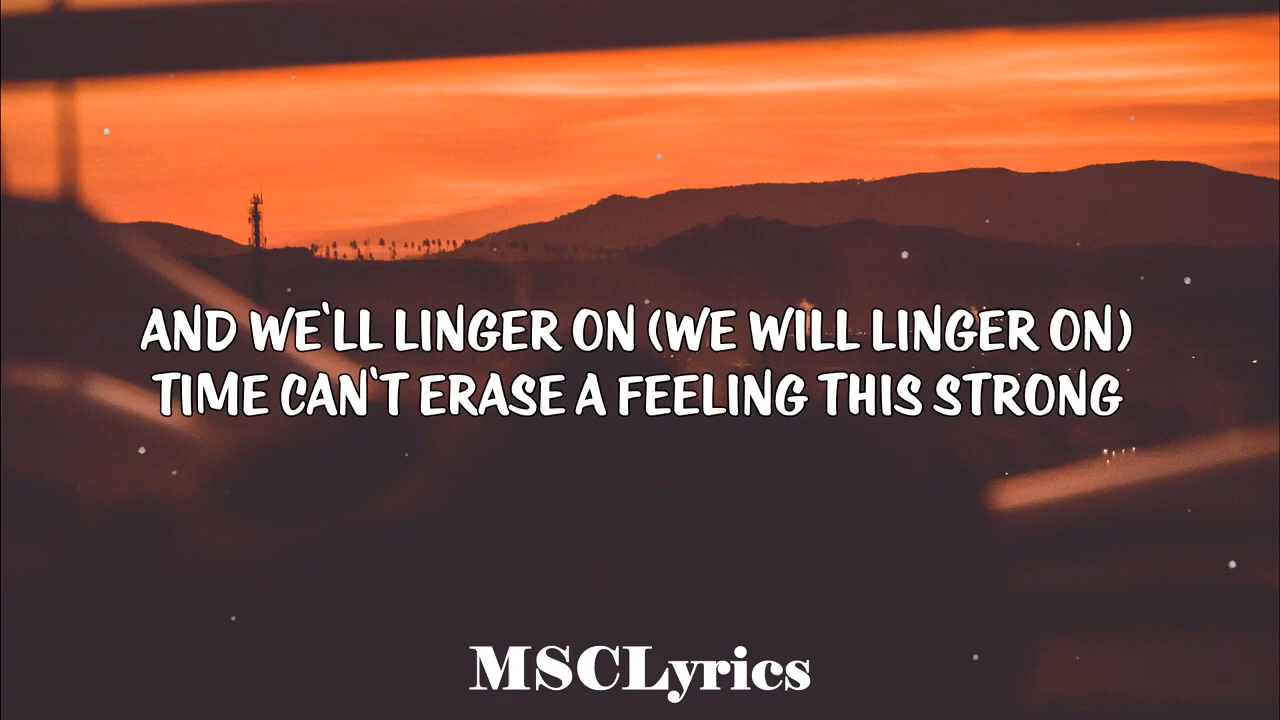 AND WE'LL LINGER ON (WE WILL LINGER ON)
TIME CAN'T ERASE A FEELING THIS STRONG
MSCLyrics